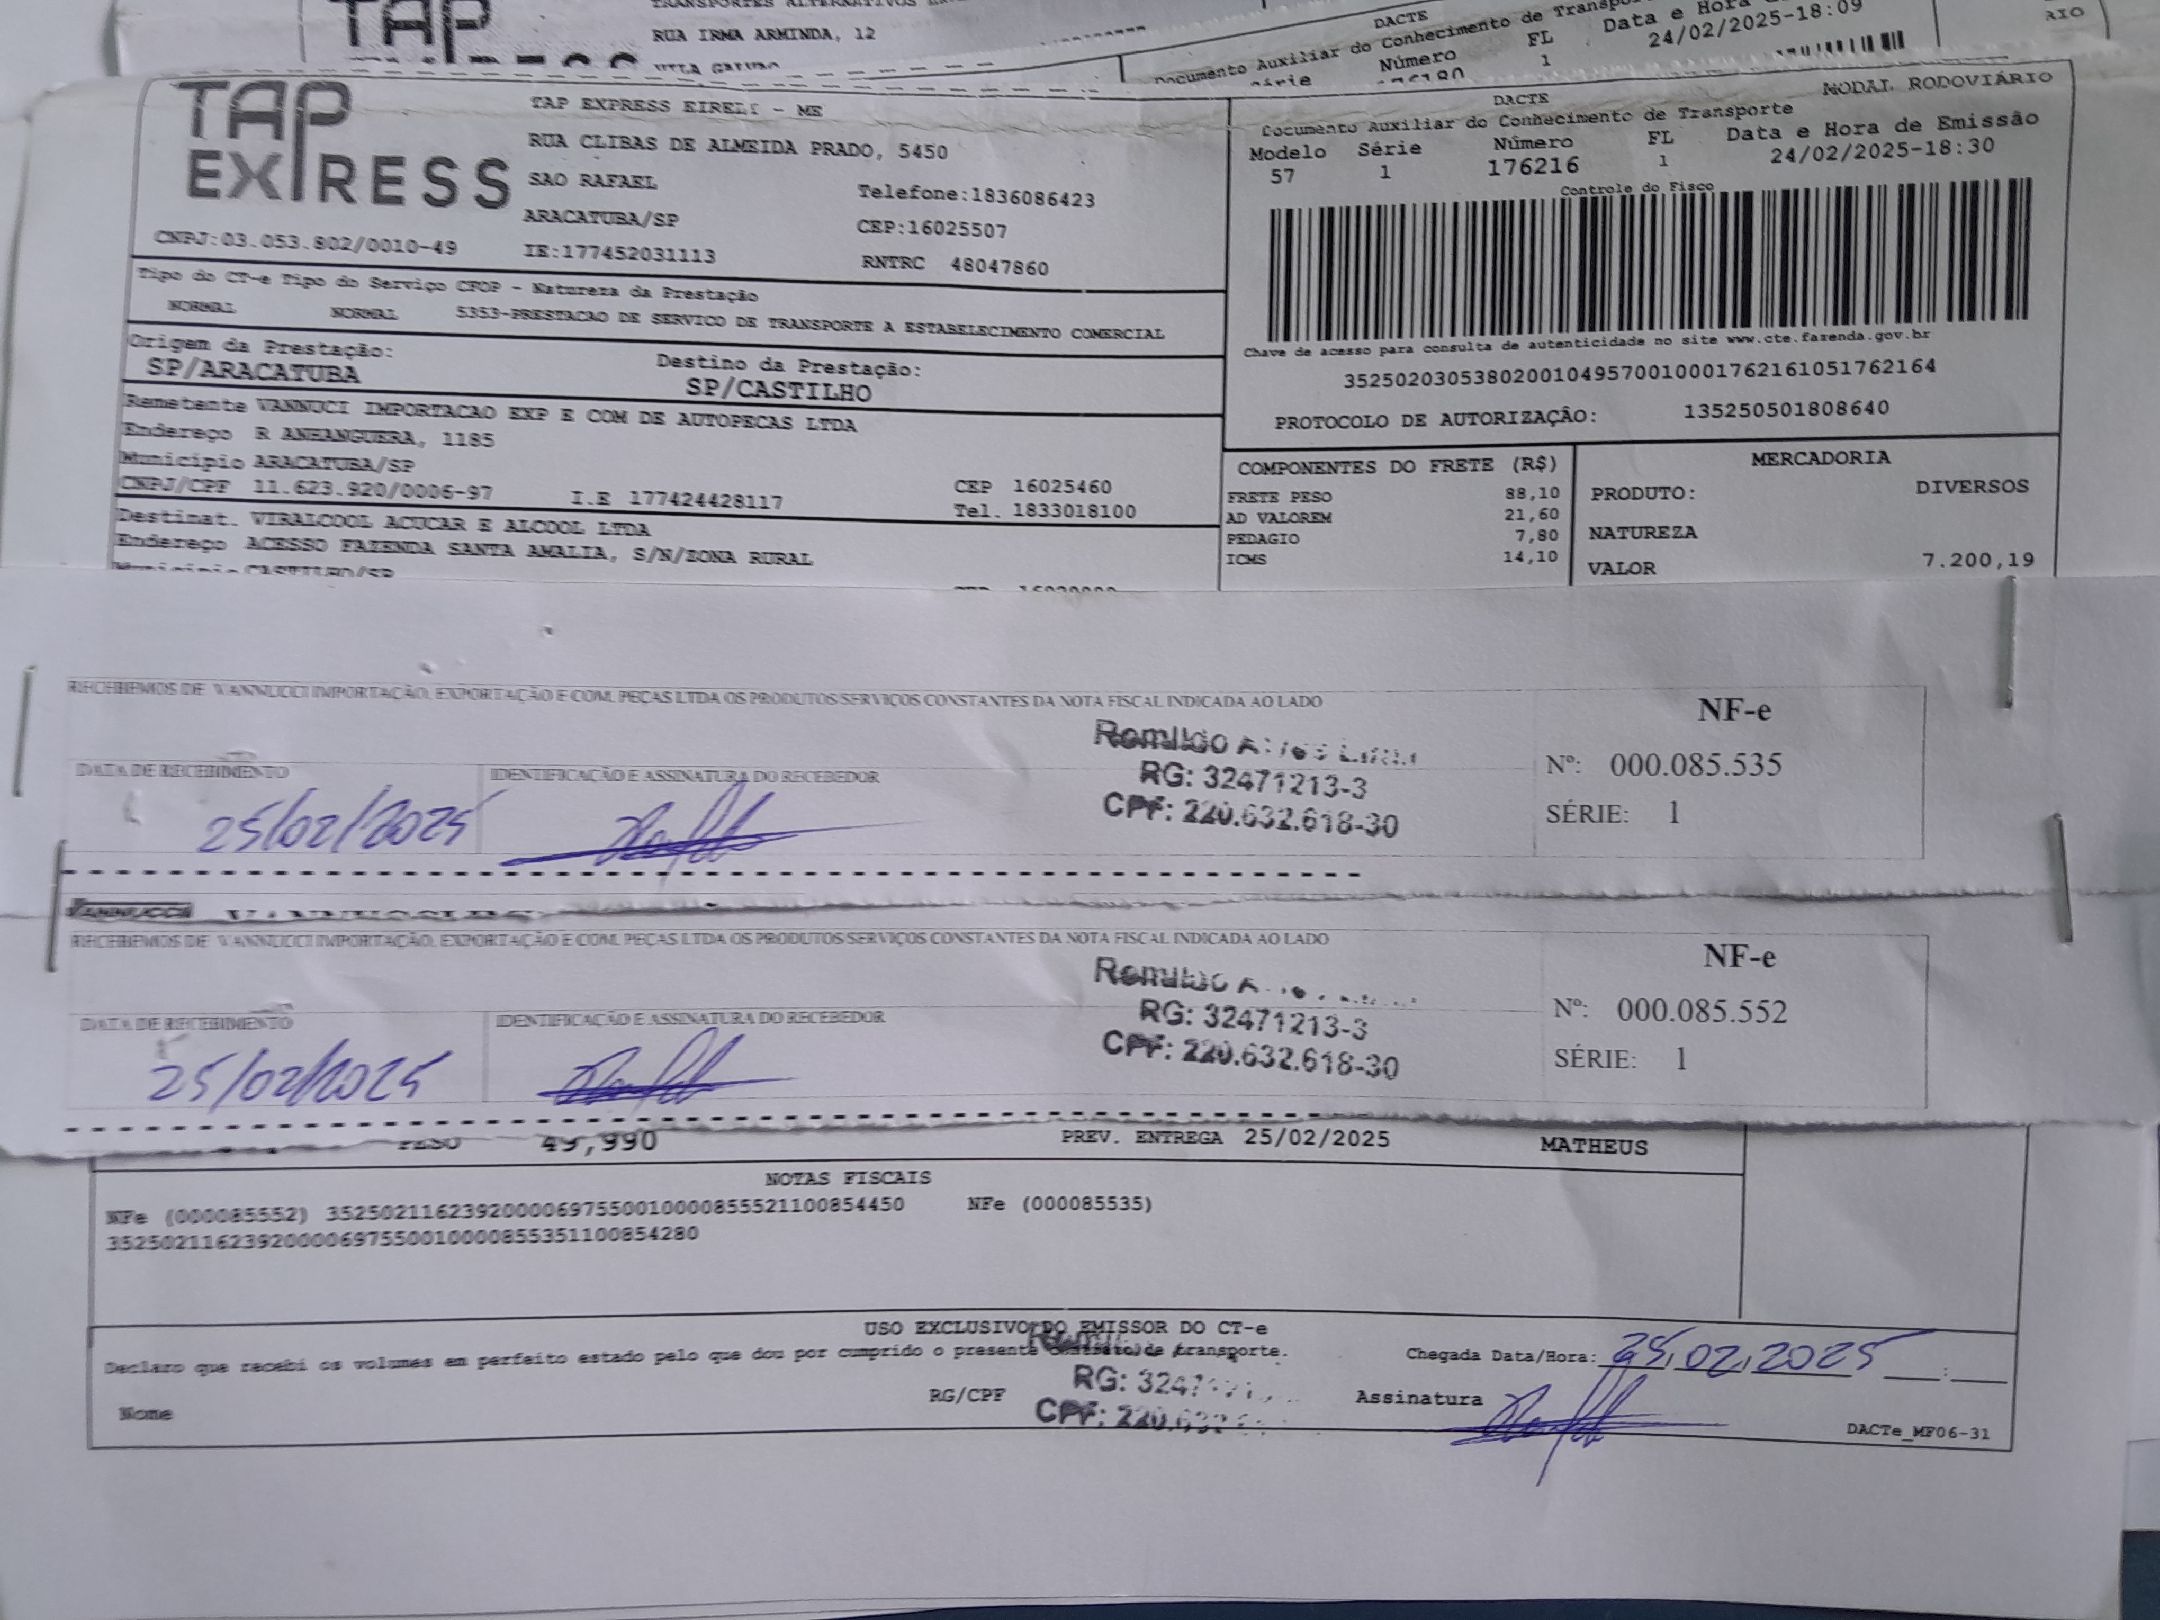 TAP
RUA IRMA ARMINDA, 12
DACTE
Documento Auxiliar do Conhecimento de
Número
FL
1
Data e Hora
24/02/2025-18:09
TAP EXPRESS
TAP EXPRESS EIRELI - ME
RUA CLIBAS DE ALMEIDA PRADO, 5450
SAO RAFAEL
Telefone:1836086423
ARACATUBA/SP
CEP:16025507
CNPJ:03.053.802/0010-49
IE:177452031113
RNTRC 48047860
DACTE
MODAL RODOVIÁRIO
Documento Auxiliar do Conhecimento de Transporte
Modelo Série Número FL Data e Hora de Emissão
57 1 176216 1 24/02/2025-18:30
Controle do Fisco
Chave de acesso para consulta de autenticidade no site www.cte.fazenda.gov.br
35250203053802001049570010001762161051762164
PROTOCOLO DE AUTORIZAÇÃO: 135250501808640
Tipo do CT-e Tipo do Serviço CFOP - Natureza da Prestação
NORMAL NORMAL 5353-PRESTACAO DE SERVICO DE TRANSPORTE A ESTABELECIMENTO COMERCIAL
Origem da Prestação: Destino da Prestação:
SP/ARACATUBA SP/CASTILHO
Remetente VANNUCI IMPORTACAO EXP E COM DE AUTOPECAS LTDA
Endereço R ANHANGUERA, 1185
Município ARACATUBA/SP CEP 16025460
CNPJ/CPF 11.623.920/0006-97 I.E 177424428117 Tel. 1833018100
Destinat. VIRALCOOL ACUCAR E ALCOOL LTDA
Endereço ACESSO FAZENDA SANTA AMALIA, S/N/ZONA RURAL
Município CASTILHO/SP
COMPONENTES DO FRETE (R$)
FRETE PESO 88,10
AD VALOREM 21,60
PEDAGIO 7,80
ICMS 14,10
MERCADORIA
PRODUTO: DIVERSOS
NATUREZA
VALOR 7.200,19
RECEBEMOS DE VANNUCCI IMPORTAÇÃO, EXPORTAÇÃO E COM. PEÇAS LTDA OS PRODUTOS/SERVIÇOS CONSTANTES DA NOTA FISCAL INDICADA AO LADO
DATA DE RECEBIMENTO
25/02/2025
IDENTIFICAÇÃO E ASSINATURA DO RECEBEDOR
Romildo
RG: 32471213-3
CPF: 220.632.618-30
NF-e
Nº: 000.085.535
SÉRIE: 1
VANNUCCI
RECEBEMOS DE VANNUCCI IMPORTAÇÃO, EXPORTAÇÃO E COM. PEÇAS LTDA OS PRODUTOS/SERVIÇOS CONSTANTES DA NOTA FISCAL INDICADA AO LADO
DATA DE RECEBIMENTO
25/02/2025
IDENTIFICAÇÃO E ASSINATURA DO RECEBEDOR
Romildo
RG: 32471213-3
CPF: 220.632.618-30
NF-e
Nº: 000.085.552
SÉRIE: 1
PESO 49,990 PREV. ENTREGA 25/02/2025 MATHEUS
NOTAS FISCAIS
NFe (000085552) 35250211623920000697550010000855521100854450 NFe (000085535)
35250211623920000697550010000855351100854280
USO EXCLUSIVO DO EMISSOR DO CT-e
Declaro que recebi os volumes em perfeito estado pelo que dou por cumprido o presente contrato de transporte.
Chegada Data/Hora: 25/02/2025 __:__
RG:
CPF:
Nome RG/CPF Assinatura
DACTe_MF06-31